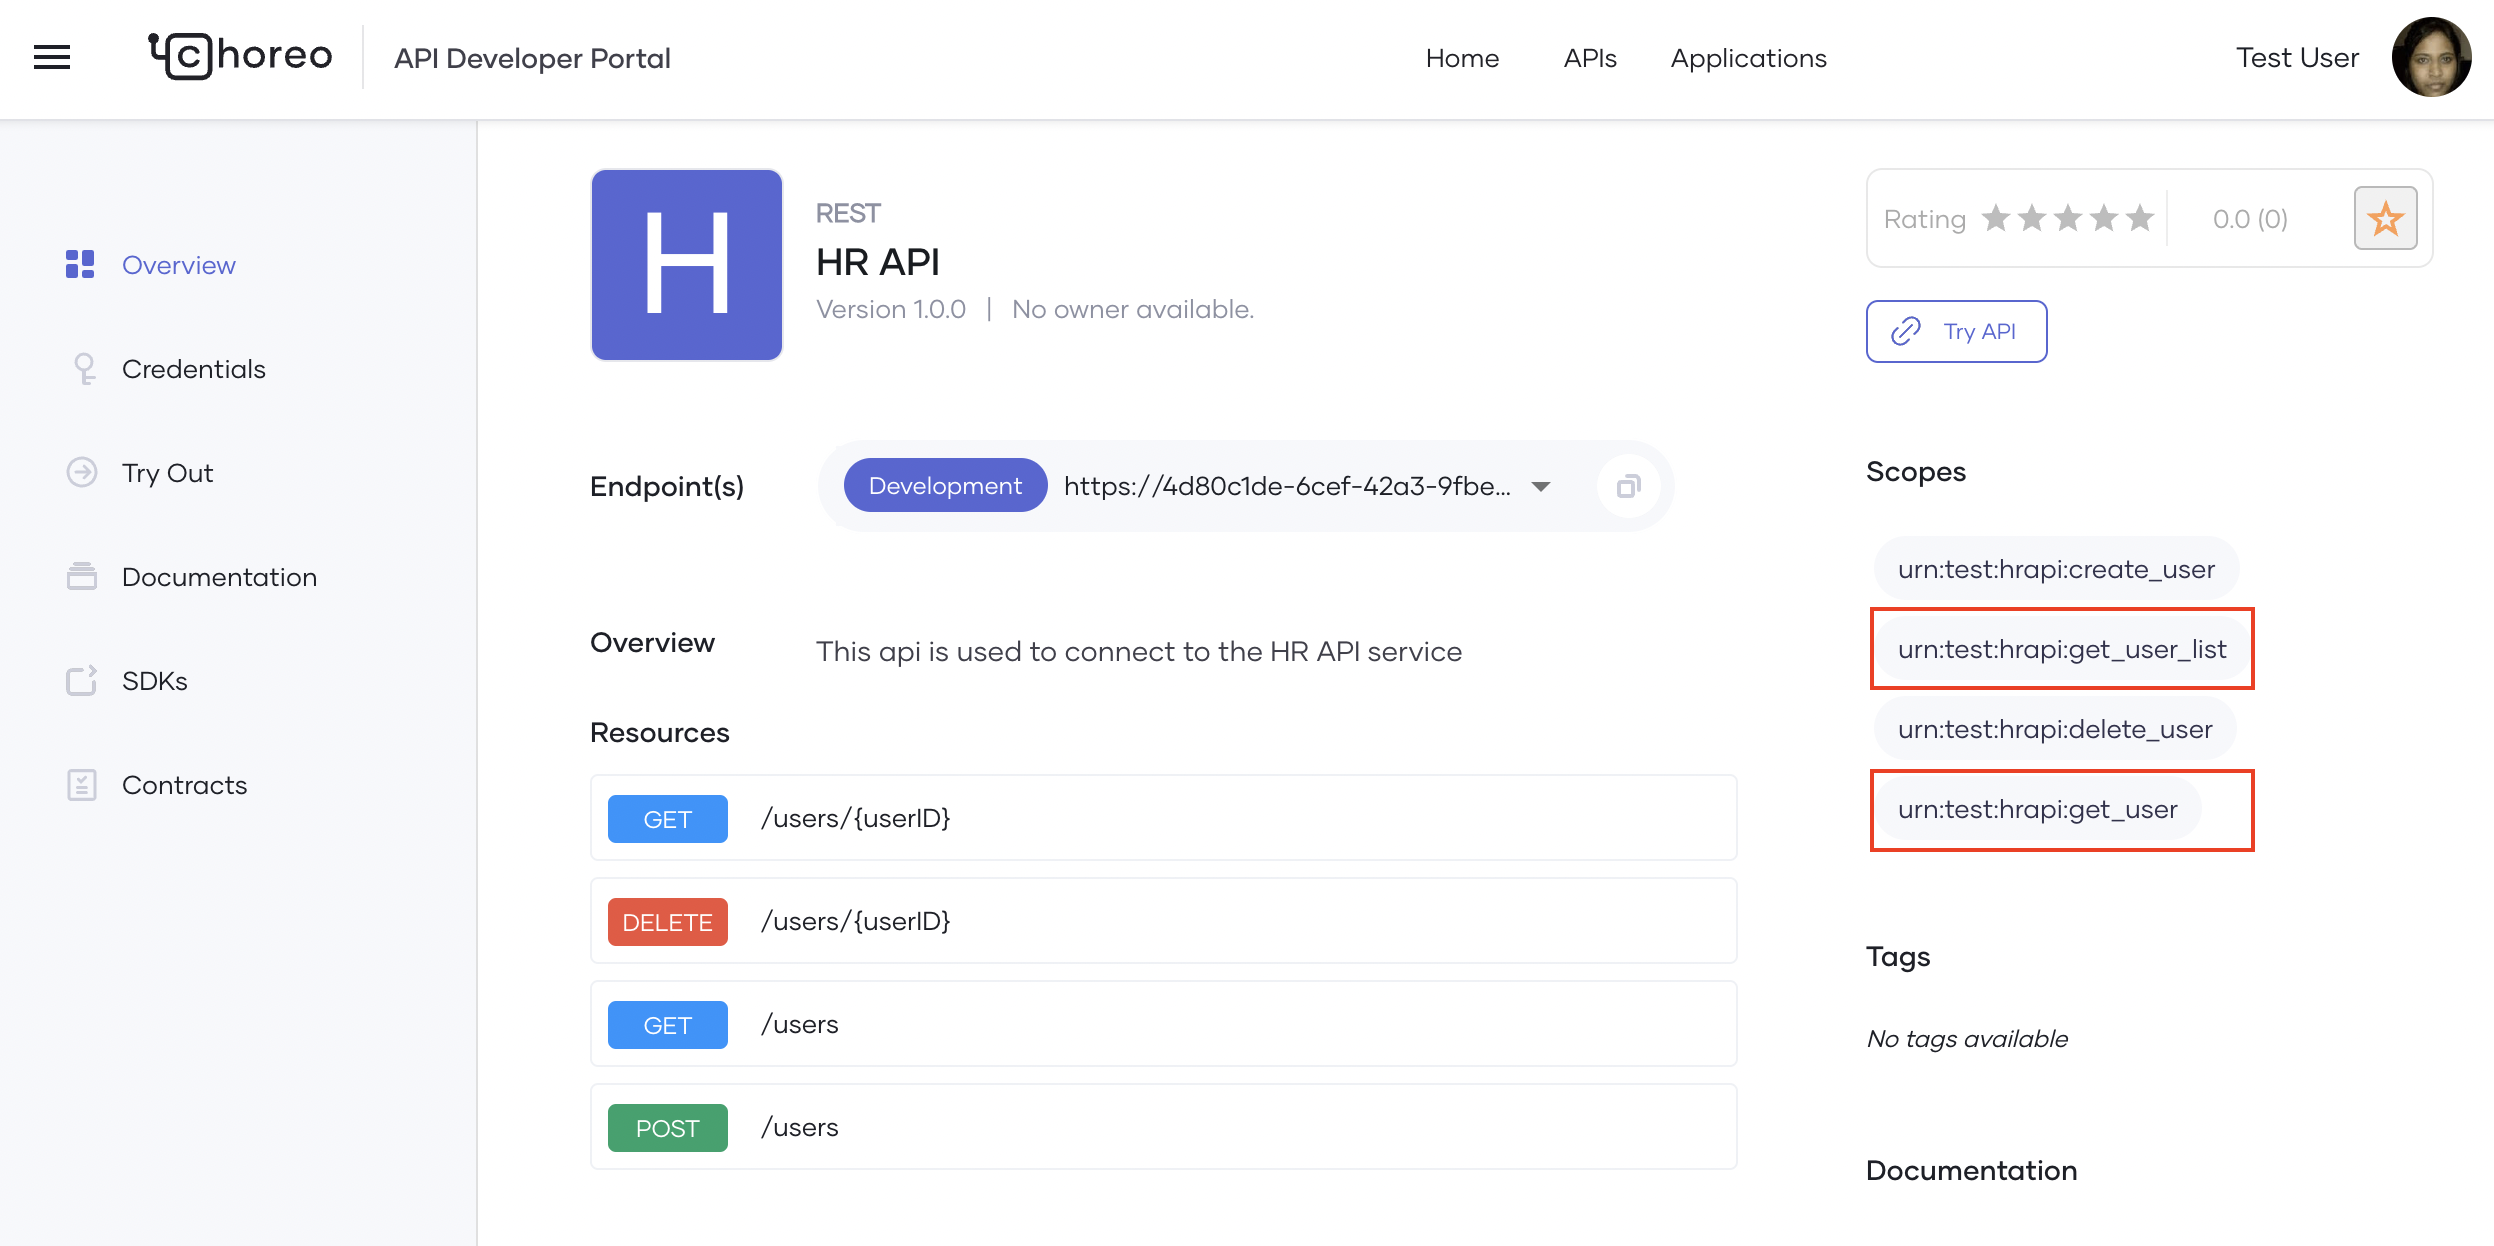 choreo
API Developer Portal
Home
APIs
Applications
Test User
Overview
Credentials
Try Out
Documentation
SDKs
Contracts
H
REST
HR API
Version 1.0.0 | No owner available.
Rating
0.0 (0)
Try API
Endpoint(s)
Development
https://4d80c1de-6cef-42a3-9fbe...
Overview
This api is used to connect to the HR API service
Resources
GET /users/{userID}
DELETE /users/{userID}
GET /users
POST /users
Scopes
urn:test:hrapi:create_user
urn:test:hrapi:get_user_list
urn:test:hrapi:delete_user
urn:test:hrapi:get_user
Tags
No tags available
Documentation